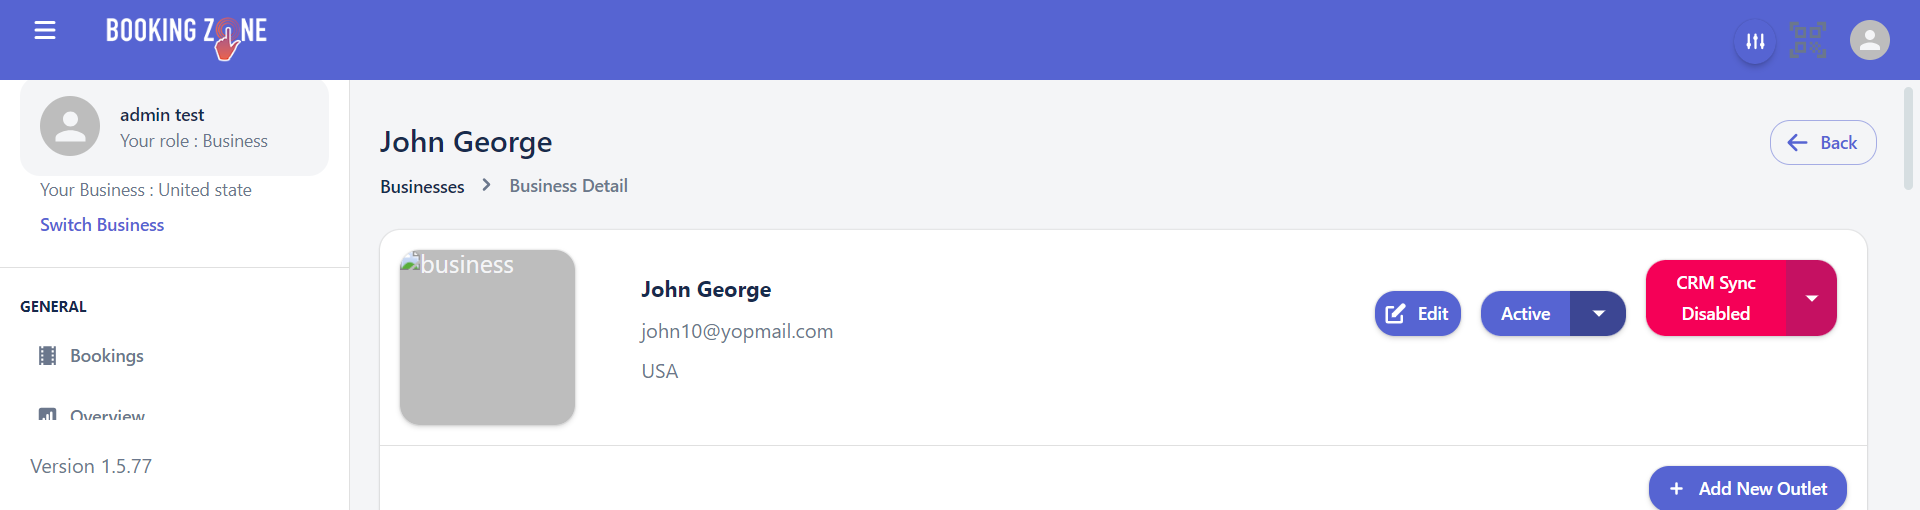 BOOKING ZONE
admin test
Your role : Business
Your Business : United state
Switch Business
GENERAL
Bookings
Overview
Version 1.5.77
John George
Back
Businesses > Business Detail
business
John George
john10@yopmail.com
USA
Edit
Active
CRM Sync
Disabled
+ Add New Outlet